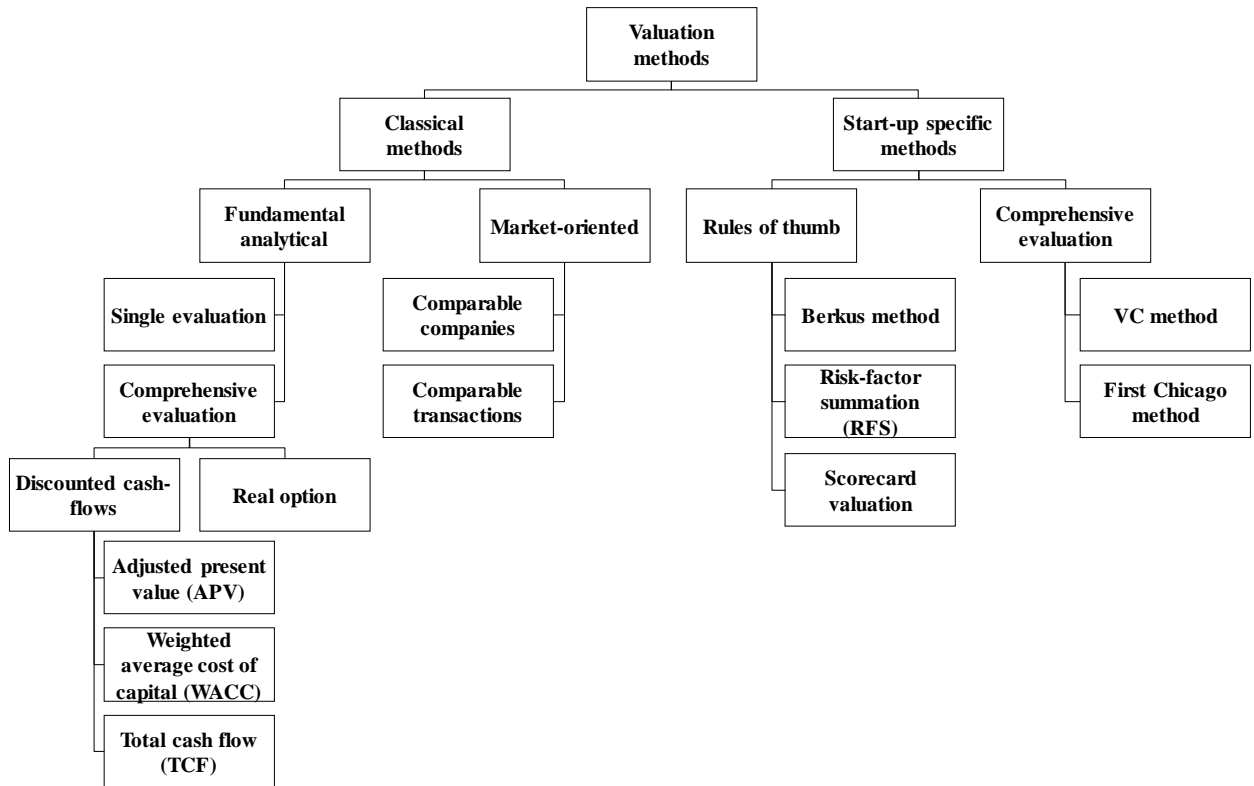 Valuation
methods
Classical
methods
Start-up specific
methods
Fundamental
analytical
Market-oriented
Rules of thumb
Comprehensive
evaluation
Single evaluation
Comparable
companies
Berkus method
VC method
Comprehensive
evaluation
Comparable
transactions
Risk-factor
summation
(RFS)
First Chicago
method
Discounted cash-
flows
Real option
Scorecard
valuation
Adjusted present
value (APV)
Weighted
average cost of
capital (WACC)
Total cash flow
(TCF)